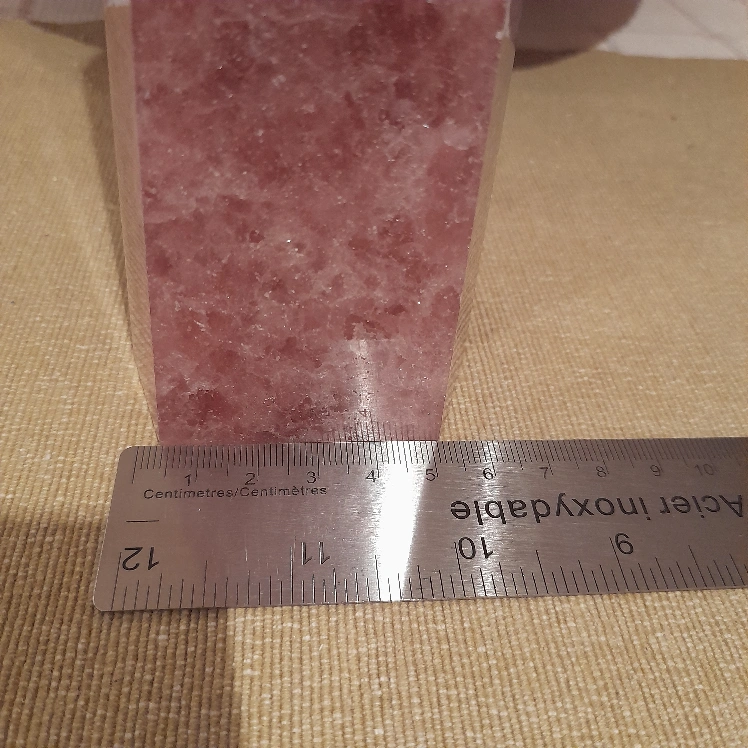 1 2 3 4 5 6 7 8 9 10
Centimetres/Centimètres
Acier inoxydable
12 11 10 9